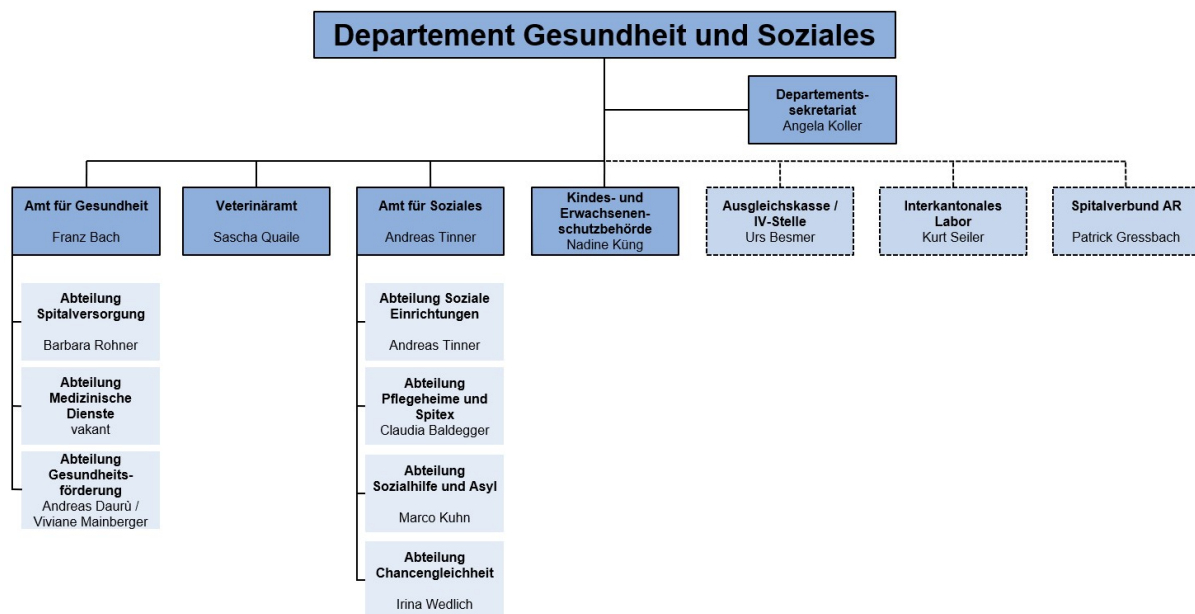 Departement Gesundheit und Soziales
Departements-
sekretariat
Angela Koller
Amt für Gesundheit
Franz Bach
Veterinäramt
Sascha Quaile
Amt für Soziales
Andreas Tinner
Kindes- und
Erwachsenen-
schutzbehörde
Nadine Küng
Ausgleichskasse /
IV-Stelle
Urs Besmer
Interkantonales
Labor
Kurt Seiler
Spitalverbund AR
Patrick Gressbach
Abteilung
Spitalversorgung
Barbara Rohner
Abteilung
Medizinische
Dienste
vakant
Abteilung
Gesundheits-
förderung
Andreas Daurù /
Viviane Mainberger
Abteilung Soziale
Einrichtungen
Andreas Tinner
Abteilung
Pflegeheime und
Spitex
Claudia Baldegger
Abteilung
Sozialhilfe und Asyl
Marco Kuhn
Abteilung
Chancengleichheit
Irina Wedlich